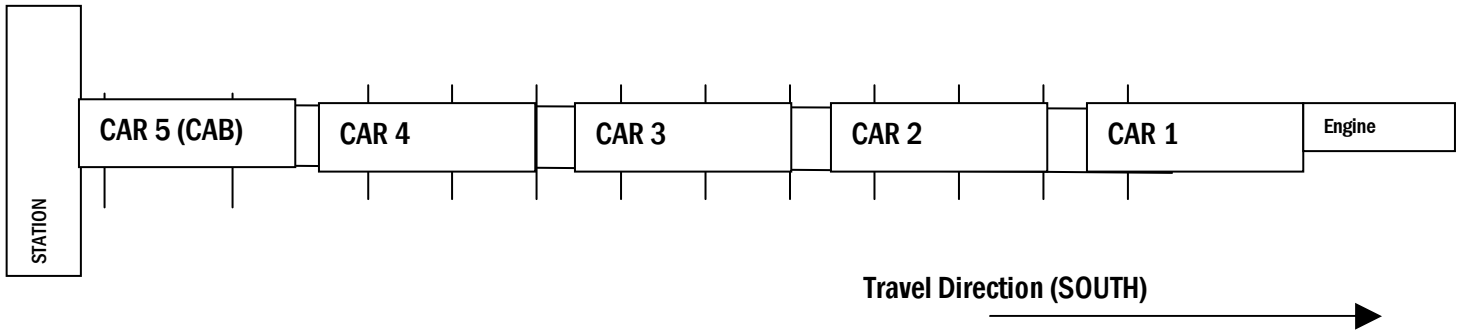 STATION
CAR 5 (CAB)
CAR 4
CAR 3
CAR 2
CAR 1
Engine
Travel Direction (SOUTH)